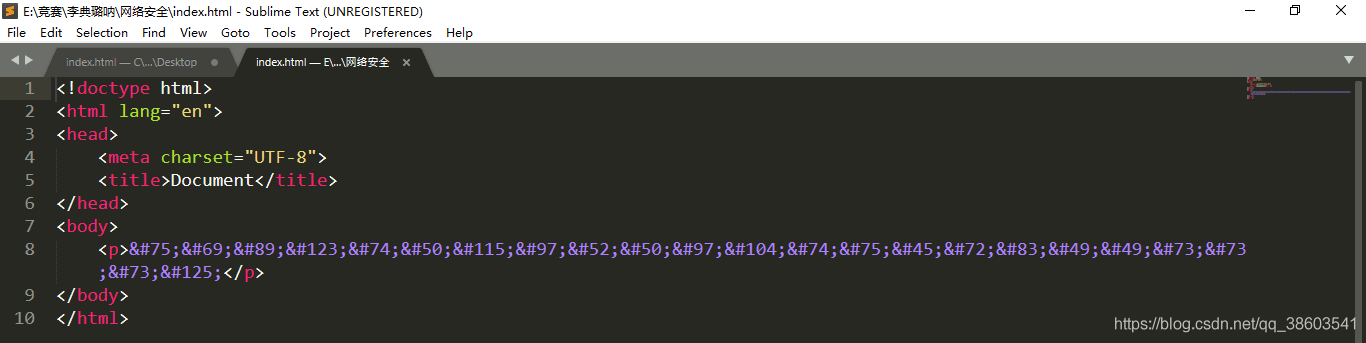 E:\竞赛\李典璐呐\网络安全\index.html - Sublime Text (UNREGISTERED)
File Edit Selection Find View Goto Tools Project Preferences Help
index.html — C\...\Desktop index.html — E\...\网络安全
1 <!doctype html>
2 <html lang="en">
3 <head>
4 <meta charset="UTF-8">
5 <title>Document</title>
6 </head>
7 <body>
8 <p>&#75;&#69;&#89;&#123;&#74;&#50;&#115;&#97;&#52;&#50;&#97;&#104;&#74;&#75;&#45;&#72;&#83;&#49;&#49;&#73;&#73
;&#73;&#125;</p>
9 </body>
10 </html>
https://blog.csdn.net/qq_38603541